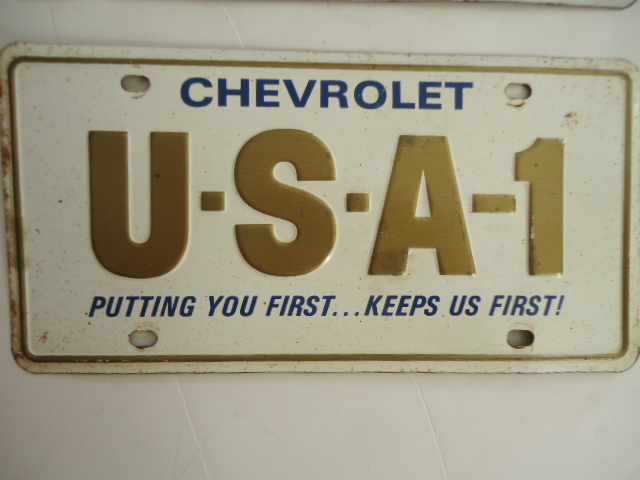 CHEVROLET
U-S-A-1
PUTTING YOU FIRST...KEEPS US FIRST!